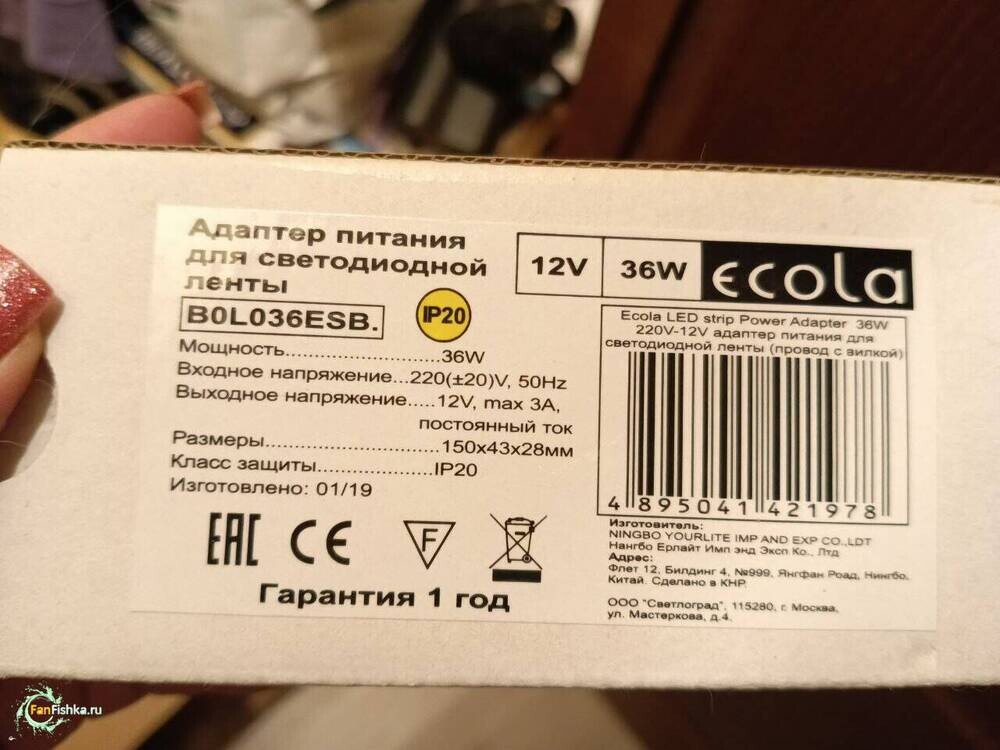 Адаптер питания
для светодиодной
ленты
B0L036ESB.
IP20
12V
36W
ecola
Мощность....................36W
Входное напряжение...220(±20)V, 50Hz
Выходное напряжение.....12V, max 3A,
постоянный ток
Размеры......................150x43x28мм
Класс защиты...............IP20
Изготовлено: 01/19
EAC CE F
Гарантия 1 год
Ecola LED strip Power Adapter 36W
220V-12V адаптер питания для
светодиодной ленты (провод с вилкой)
4 895041 421978
Изготовитель:
NINGBO YOURLITE IMP AND EXP CO.,LDT
Нангбо Ерлайт Имп энд Эксп Ко., Лтд
Адрес:
Флет 12, Билдинг 4, №999, Янгфан Роад, Нингбо,
Китай. Сделано в КНР
ООО "Светлоград", 115280, г. Москва,
ул. Мастеркова, д.4.
FanFishka.ru